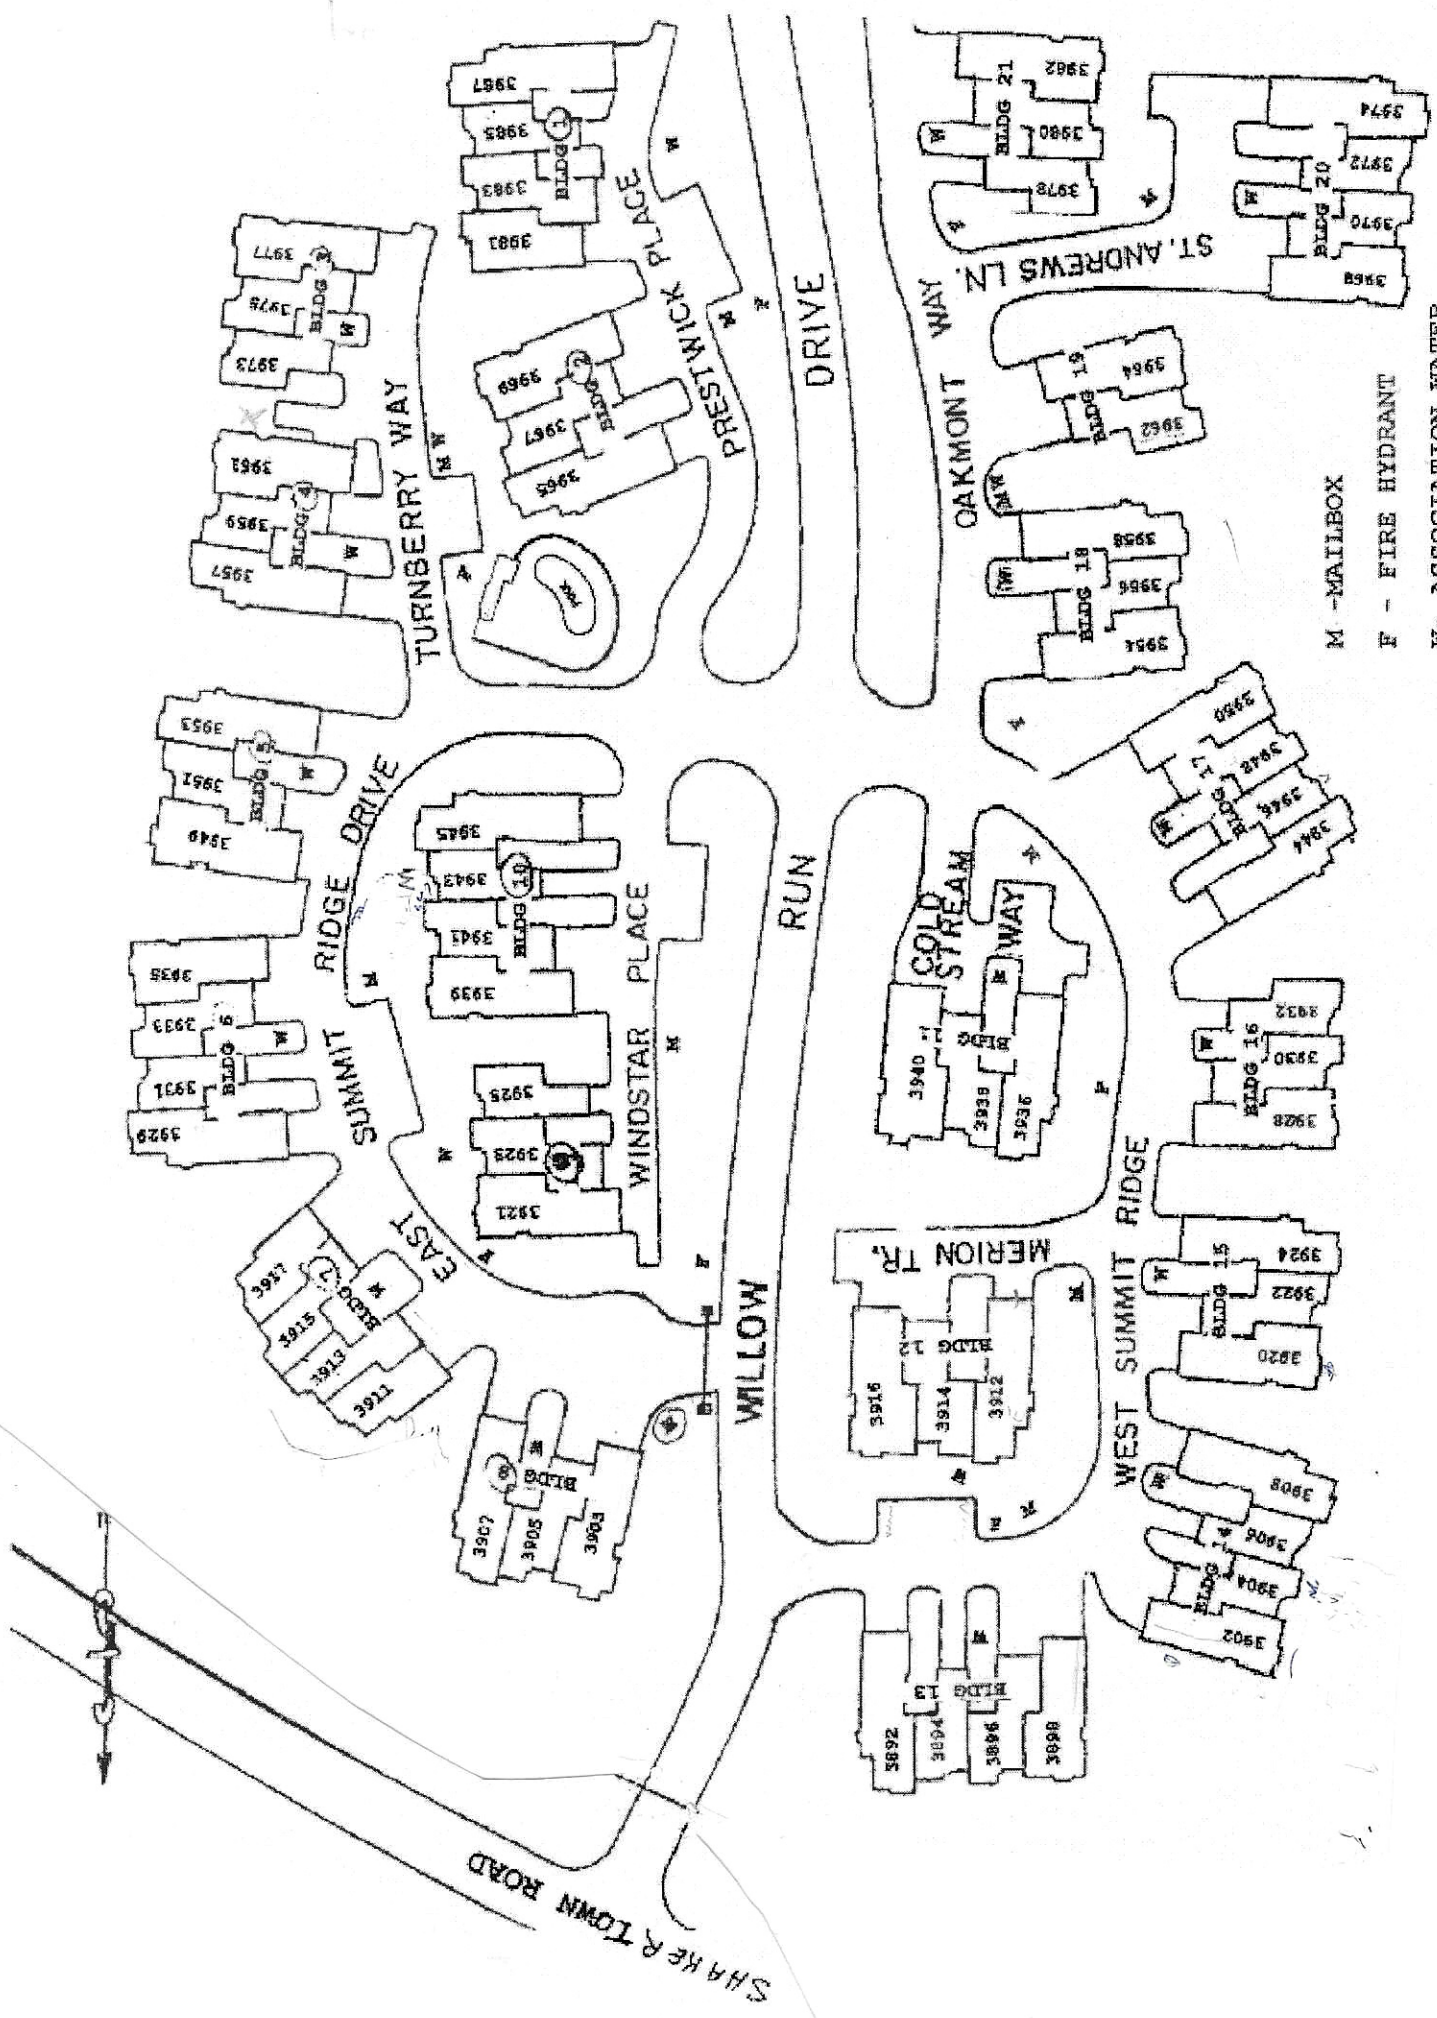 3987
3985
3983
3981
BLDG 1
PRESTWICK PLACE
3977
3975
3973
BLDG 3
W
3969
3967
3965
BLDG 2
3961
3959
3957
BLDG 4
W
TURNBERRY WAY
POOL
3953
3951
3949
BLDG 5
W
EAST SUMMIT RIDGE DRIVE
3945
3943
3941
3939
BLDG 10
3935
3933
3931
3929
BLDG 6
W
WINDSTAR PLACE
M
3925
3923
3921
3917
3915
3913
3911
BLDG 7
W
3907
3905
3903
BLDG 8
W
WILLOW RUN DRIVE
F
SHAKERTOWN ROAD
3982
3980
3978
BLDG 21
W
3974
3972
3970
3968
BLDG 20
W
ST. ANDREWS LN.
OAKMONT WAY
3964
3962
BLDG 19
3958
3956
3954
BLDG 18
W
3950
3948
3946
3944
BLDG 17
W
COLD STREAM WAY
3940
3938
3936
BLDG
W
3932
3930
3928
BLDG 16
W
F
MERION TR.
WEST SUMMIT RIDGE
3924
3922
3920
BLDG 15
W
3916
3914
3912
BLDG 12
M
3908
3906
3904
3902
BLDG 14
W
3892
3894
3896
3898
BLDG 13
W
M -MAILBOX
F - FIRE HYDRANT